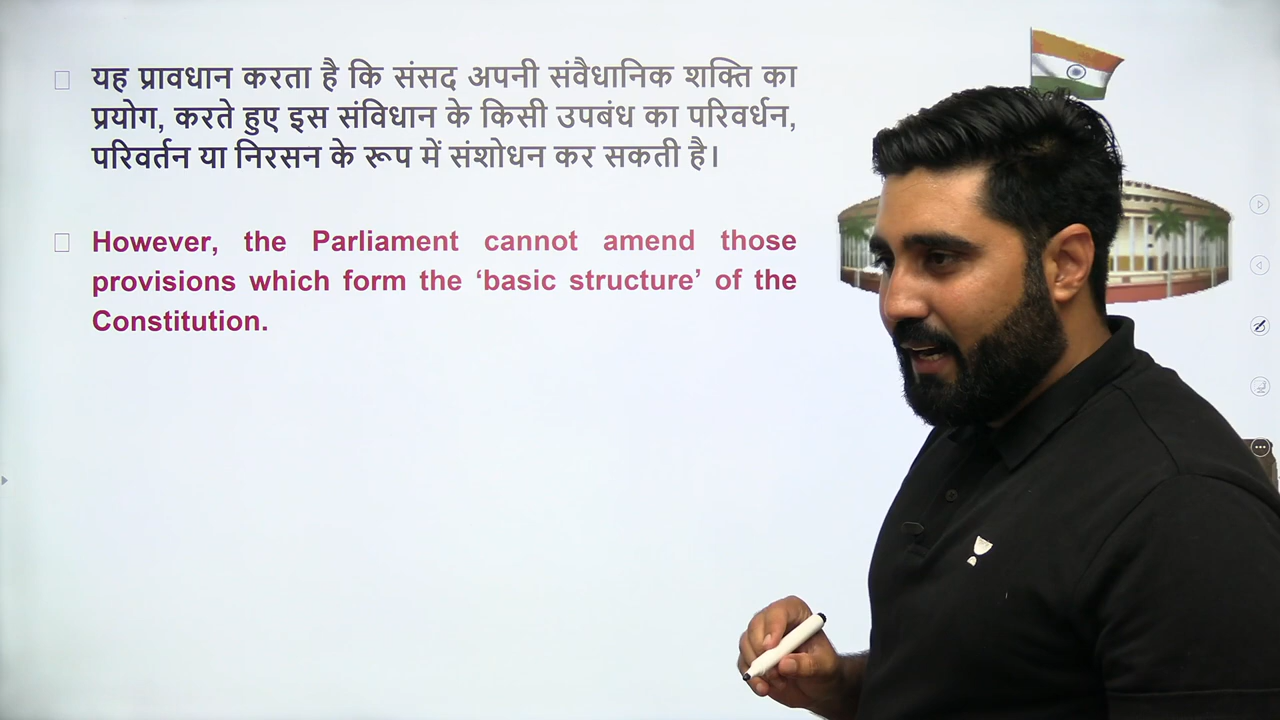 यह प्रावधान करता है कि संसद अपनी संवैधानिक शक्ति का
प्रयोग, करते हुए इस संविधान के किसी उपबंध का परिवर्धन,
परिवर्तन या निरसन के रूप में संशोधन कर सकती है।
However, the Parliament cannot amend those
provisions which form the ‘basic structure’ of the
Constitution.